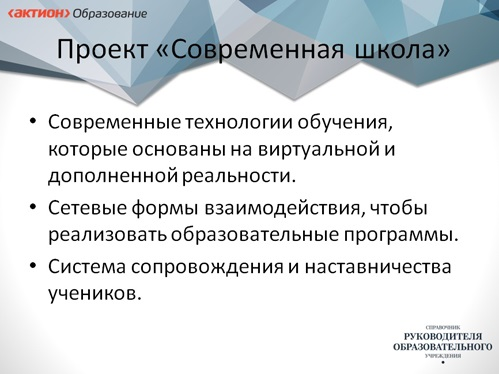 ‹актион› Образование
Проект «Современная школа»
• Современные технологии обучения,
которые основаны на виртуальной и
дополненной реальности.
• Сетевые формы взаимодействия, чтобы
реализовать образовательные программы.
• Система сопровождения и наставничества
учеников.
СПРАВОЧНИК
РУКОВОДИТЕЛЯ
ОБРАЗОВАТЕЛЬНОГО
УЧРЕЖДЕНИЯ